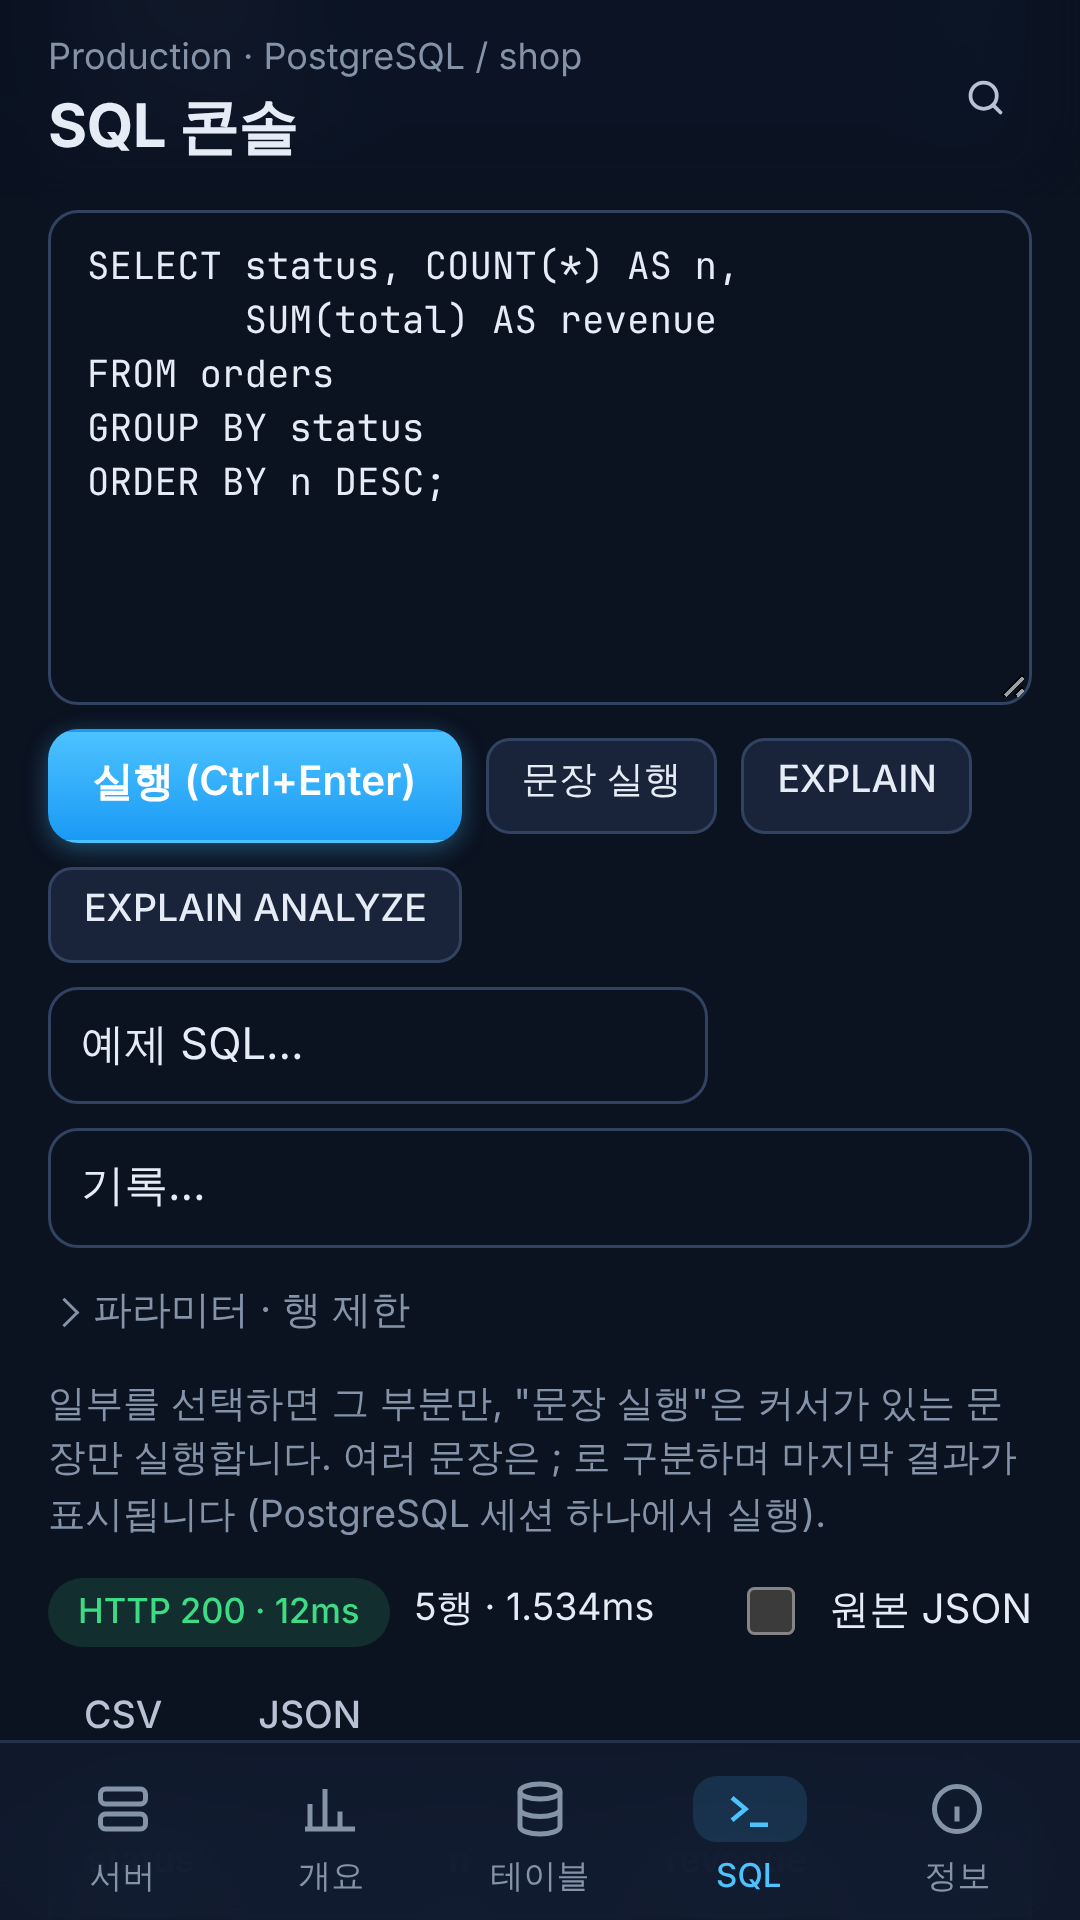 Production · PostgreSQL / shop
SQL 콘솔
SELECT status, COUNT(*) AS n,
       SUM(total) AS revenue
FROM orders
GROUP BY status
ORDER BY n DESC;
실행 (Ctrl+Enter)
문장 실행
EXPLAIN
EXPLAIN ANALYZE
예제 SQL...
기록...
파라미터 · 행 제한
일부를 선택하면 그 부분만, "문장 실행"은 커서가 있는 문
장만 실행합니다. 여러 문장은 ; 로 구분하며 마지막 결과가
표시됩니다 (PostgreSQL 세션 하나에서 실행).
HTTP 200 · 12ms
5행 · 1.534ms
원본 JSON
CSV
JSON
서버
개요
테이블
SQL
정보